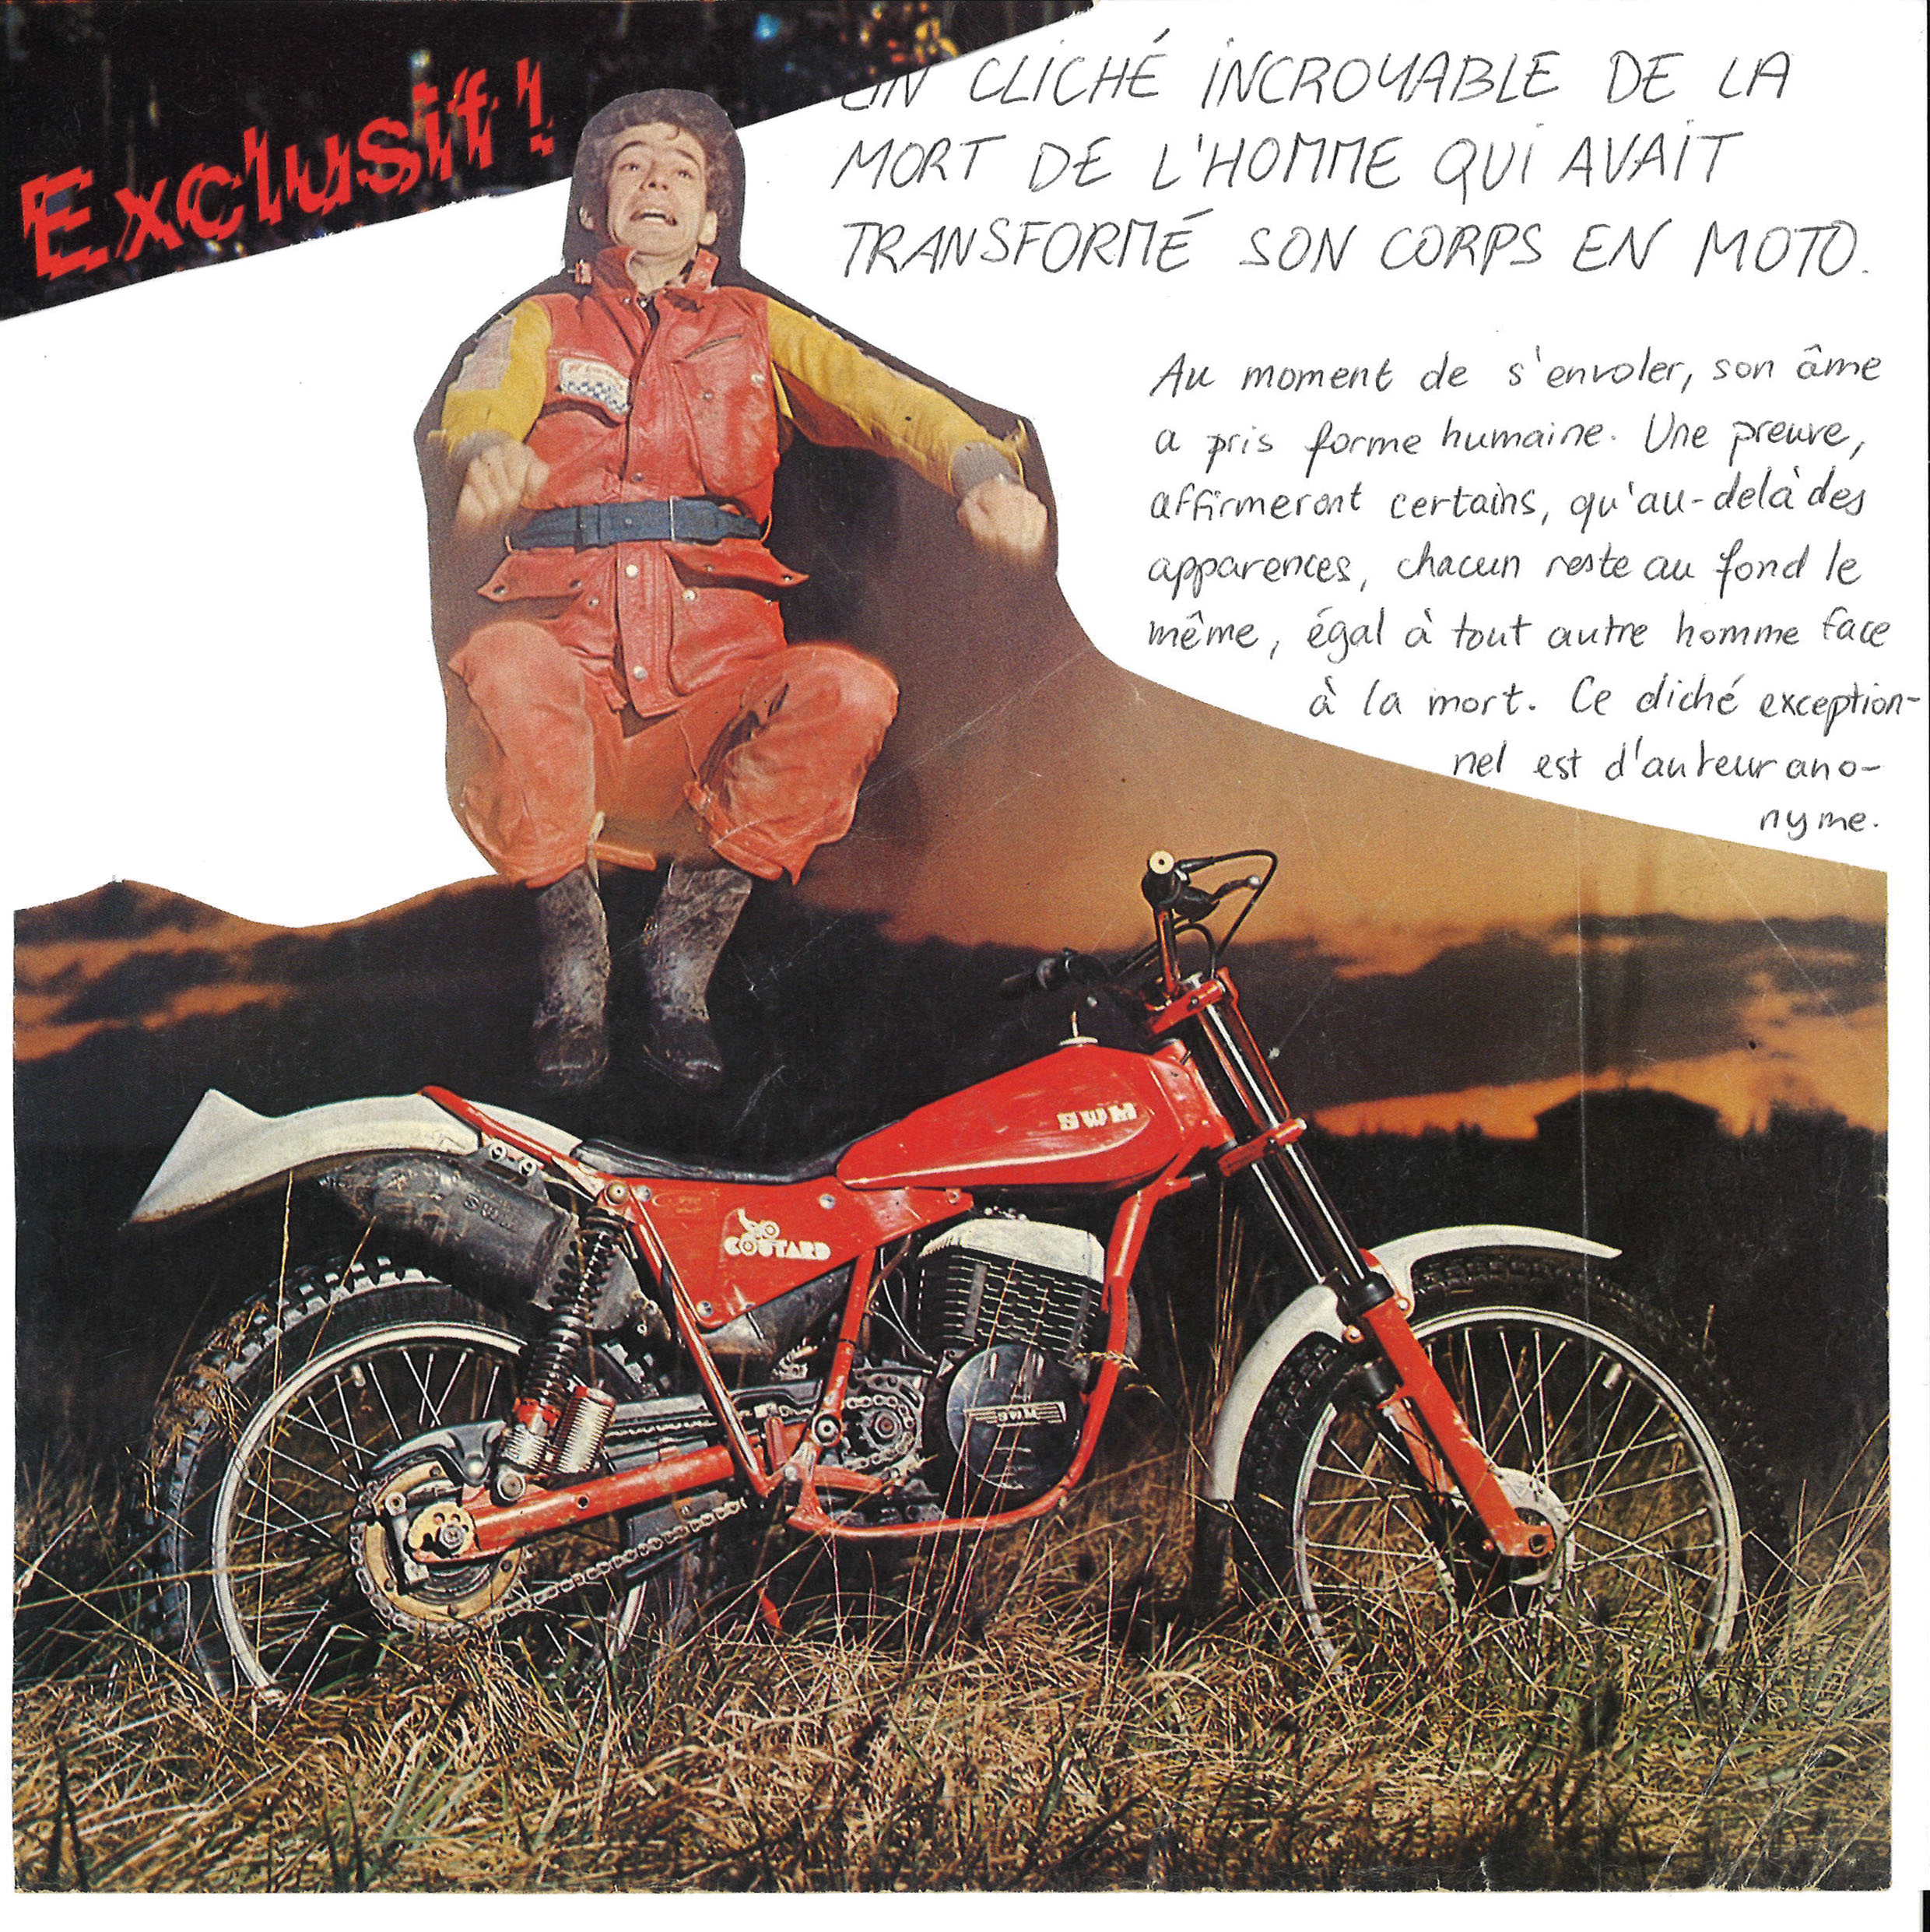 Exclusif!
UN CLICHÉ INCROYABLE DE LA
MORT DE L'HOMME QUI AVAIT
TRANSFORMÉ SON CORPS EN MOTO.
Au moment de s'envoler, son âme
a pris forme humaine. Une preuve,
affirmeront certains, qu'au-delà des
apparences, chacun reste au fond le
même, égal à tout autre homme face
à la mort. Ce cliché exception-
nel est d'auteur ano-
nyme.
SWM
SWM
COUTARD
SWM